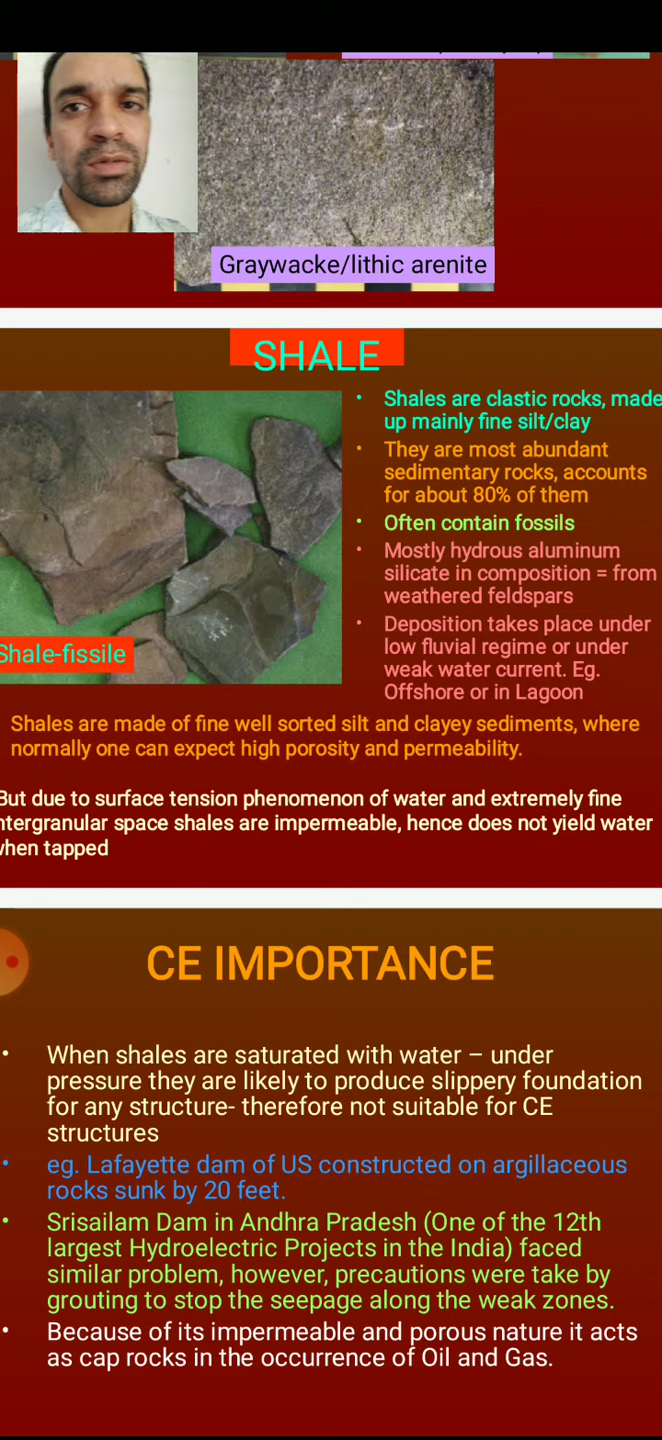 Graywacke/lithic arenite
SHALE
• Shales are clastic rocks, made
up mainly fine silt/clay
• They are most abundant
sedimentary rocks, accounts
for about 80% of them
• Often contain fossils
• Mostly hydrous aluminum
silicate in composition = from
weathered feldspars
• Deposition takes place under
low fluvial regime or under
weak water current. Eg.
Offshore or in Lagoon
Shale-fissile
Shales are made of fine well sorted silt and clayey sediments, where
normally one can expect high porosity and permeability.
But due to surface tension phenomenon of water and extremely fine
ntergranular space shales are impermeable, hence does not yield water
when tapped
CE IMPORTANCE
• When shales are saturated with water – under
pressure they are likely to produce slippery foundation
for any structure- therefore not suitable for CE
structures
• eg. Lafayette dam of US constructed on argillaceous
rocks sunk by 20 feet.
• Srisailam Dam in Andhra Pradesh (One of the 12th
largest Hydroelectric Projects in the India) faced
similar problem, however, precautions were take by
grouting to stop the seepage along the weak zones.
• Because of its impermeable and porous nature it acts
as cap rocks in the occurrence of Oil and Gas.